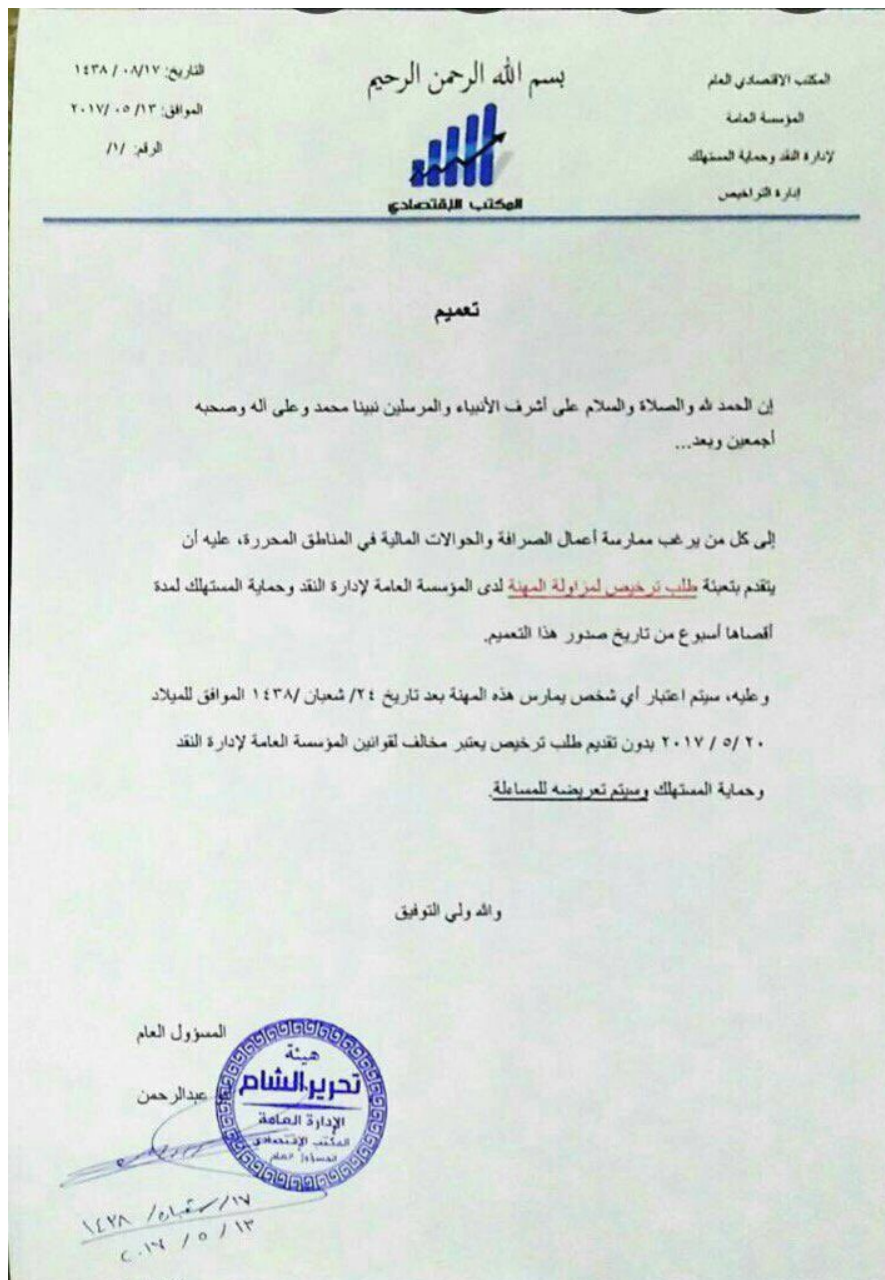 بسم الله الرحمن الرحيم
المكتب الاقتصادي العام
المؤسسة العامة
لإدارة النقد وحماية المستهلك
إدارة التراخيص
التاريخ: ١٤٣٨ / ٠٨/١٧
الموافق: ٢٠١٧/ ٠٥ /١٣
الرقم: /١/
المكتب الإقتصادي
تعميم
إن الحمد لله والصلاة والسلام على أشرف الأنبياء والمرسلين نبينا محمد وعلى آله وصحبه
أجمعين وبعد...
إلى كل من يرغب ممارسة أعمال الصرافة والحوالات المالية في المناطق المحررة، عليه أن
يتقدم بتعبئة طلب ترخيص لمزاولة المهنة لدى المؤسسة العامة لإدارة النقد وحماية المستهلك لمدة
أقصاها أسبوع من تاريخ صدور هذا التعميم.
وعليه، سيتم اعتبار أي شخص يمارس هذه المهنة بعد تاريخ ٢٤/ شعبان /١٤٣٨ الموافق للميلاد
٢٠/ ٥ / ٢٠١٧ بدون تقديم طلب ترخيص يعتبر مخالف لقوانين المؤسسة العامة لإدارة النقد
وحماية المستهلك وسيتم تعريضه للمساءلة.
والله ولي التوفيق
المسؤول العام
عبدالرحمن
هيئة
تحرير الشام
الإدارة العامة
المكتب الإقتصادي
المسؤول العام
١٧/ شعبان / ١٤٣٨
١٣ / ٥ / ٢٠١٧